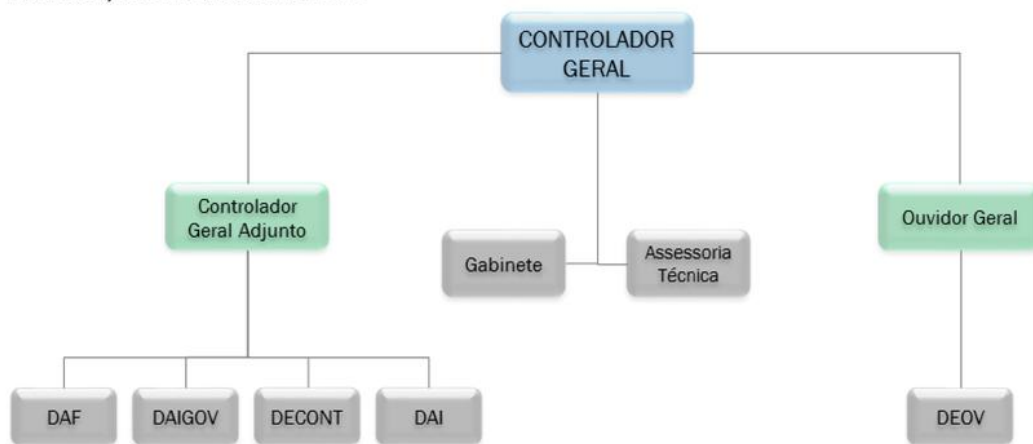 CONTROLADOR
GERAL
Controlador
Geral Adjunto
Ouvidor Geral
Gabinete
Assessoria
Técnica
DAF
DAIGOV
DECONT
DAI
DEOV